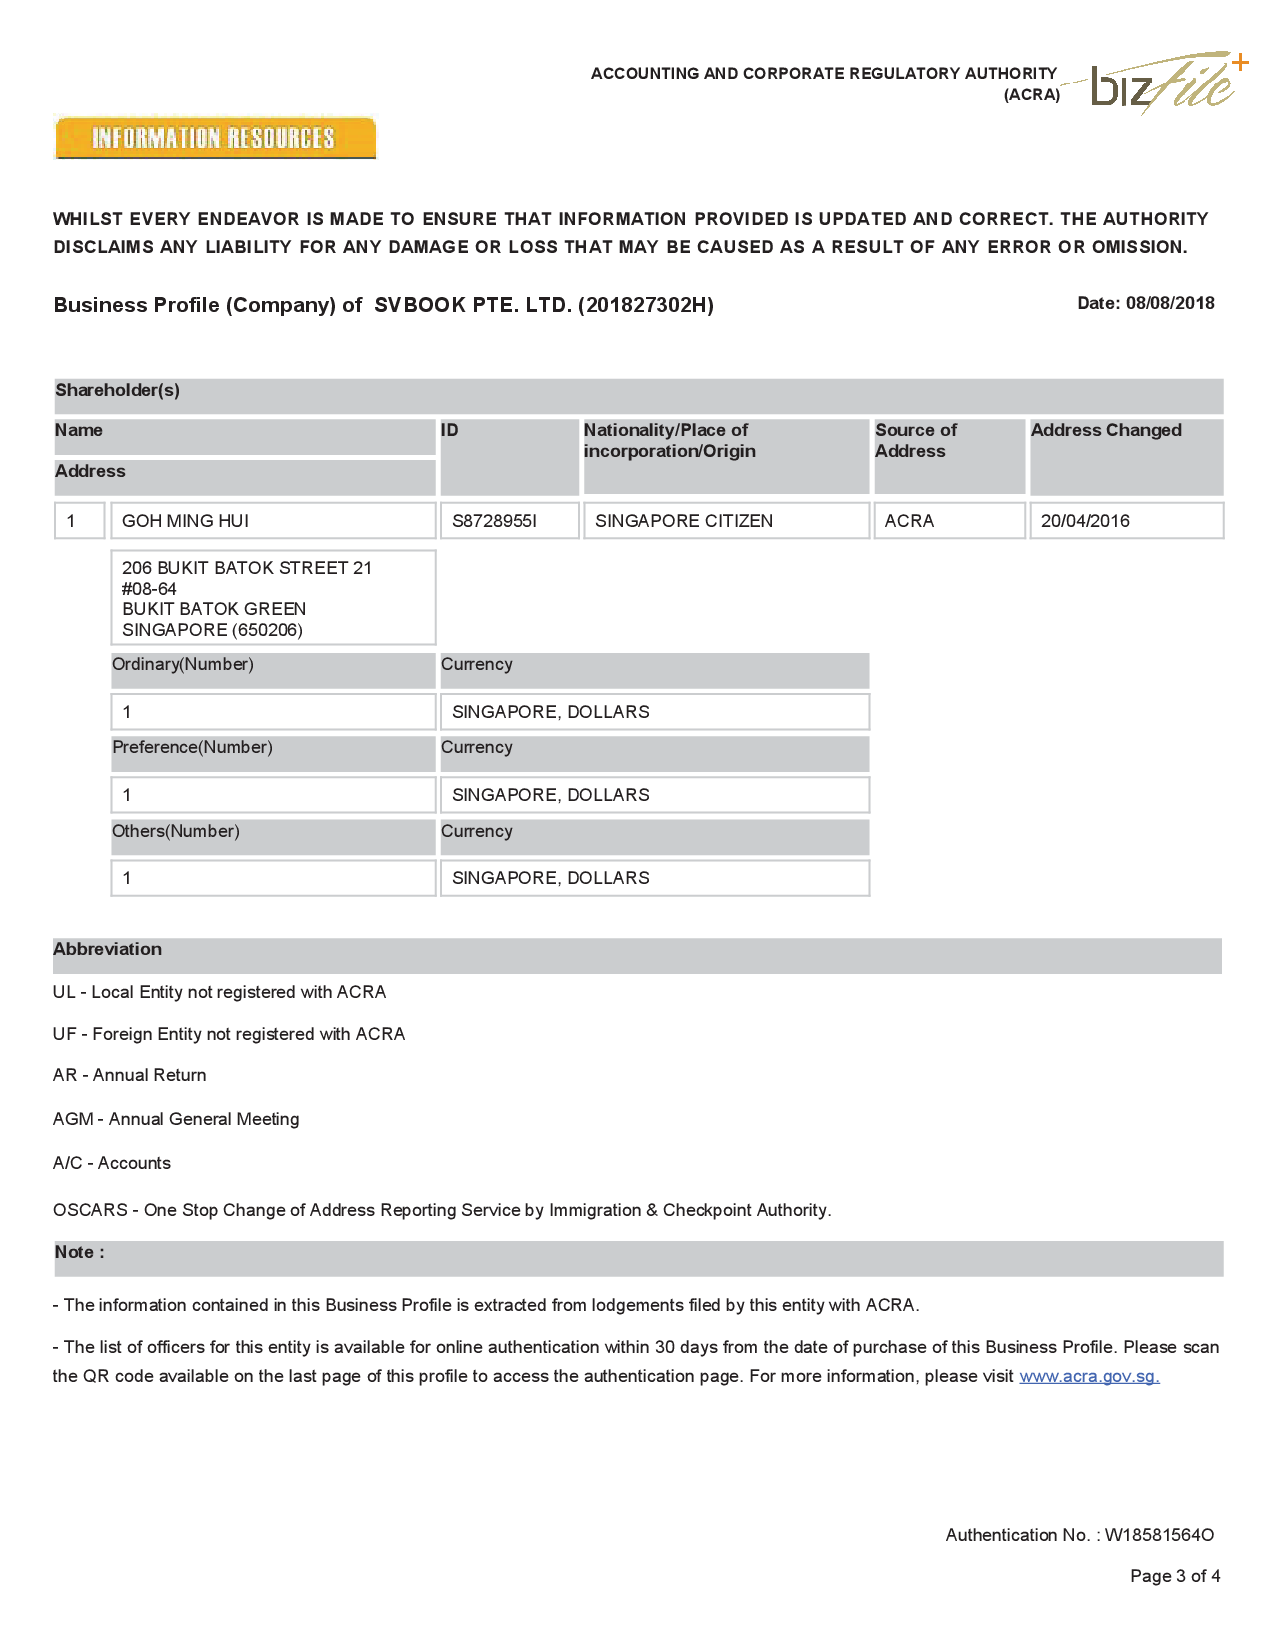 ACCOUNTING AND CORPORATE REGULATORY AUTHORITY
(ACRA)
bizfile+
INFORMATION RESOURCES
WHILST EVERY ENDEAVOR IS MADE TO ENSURE THAT INFORMATION PROVIDED IS UPDATED AND CORRECT. THE AUTHORITY
DISCLAIMS ANY LIABILITY FOR ANY DAMAGE OR LOSS THAT MAY BE CAUSED AS A RESULT OF ANY ERROR OR OMISSION.
Business Profile (Company) of SVBOOK PTE. LTD. (201827302H) Date: 08/08/2018
Shareholder(s)
Name ID Nationality/Place of incorporation/Origin Source of Address Address Changed
Address
1 GOH MING HUI S8728955I SINGAPORE CITIZEN ACRA 20/04/2016
206 BUKIT BATOK STREET 21
#08-64
BUKIT BATOK GREEN
SINGAPORE (650206)
Ordinary(Number) Currency
1 SINGAPORE, DOLLARS
Preference(Number) Currency
1 SINGAPORE, DOLLARS
Others(Number) Currency
1 SINGAPORE, DOLLARS
Abbreviation
UL - Local Entity not registered with ACRA
UF - Foreign Entity not registered with ACRA
AR - Annual Return
AGM - Annual General Meeting
A/C - Accounts
OSCARS - One Stop Change of Address Reporting Service by Immigration & Checkpoint Authority.
Note :
- The information contained in this Business Profile is extracted from lodgements filed by this entity with ACRA.
- The list of officers for this entity is available for online authentication within 30 days from the date of purchase of this Business Profile. Please scan
the QR code available on the last page of this profile to access the authentication page. For more information, please visit www.acra.gov.sg.
Authentication No. : W18581564O
Page 3 of 4